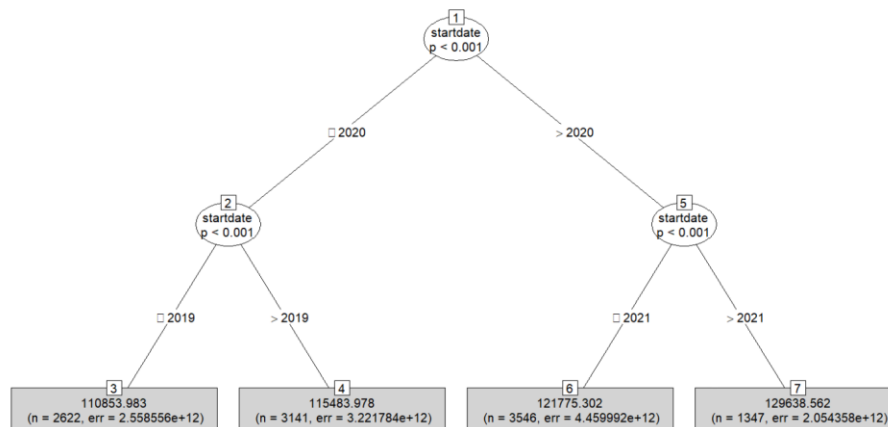 1
startdate
p < 0.001
□ 2020
> 2020
2
startdate
p < 0.001
5
startdate
p < 0.001
□ 2019
> 2019
□ 2021
> 2021
3
110853.983
(n = 2622, err = 2.558556e+12)
4
115483.978
(n = 3141, err = 3.221784e+12)
6
121775.302
(n = 3546, err = 4.459992e+12)
7
129638.562
(n = 1347, err = 2.054358e+12)